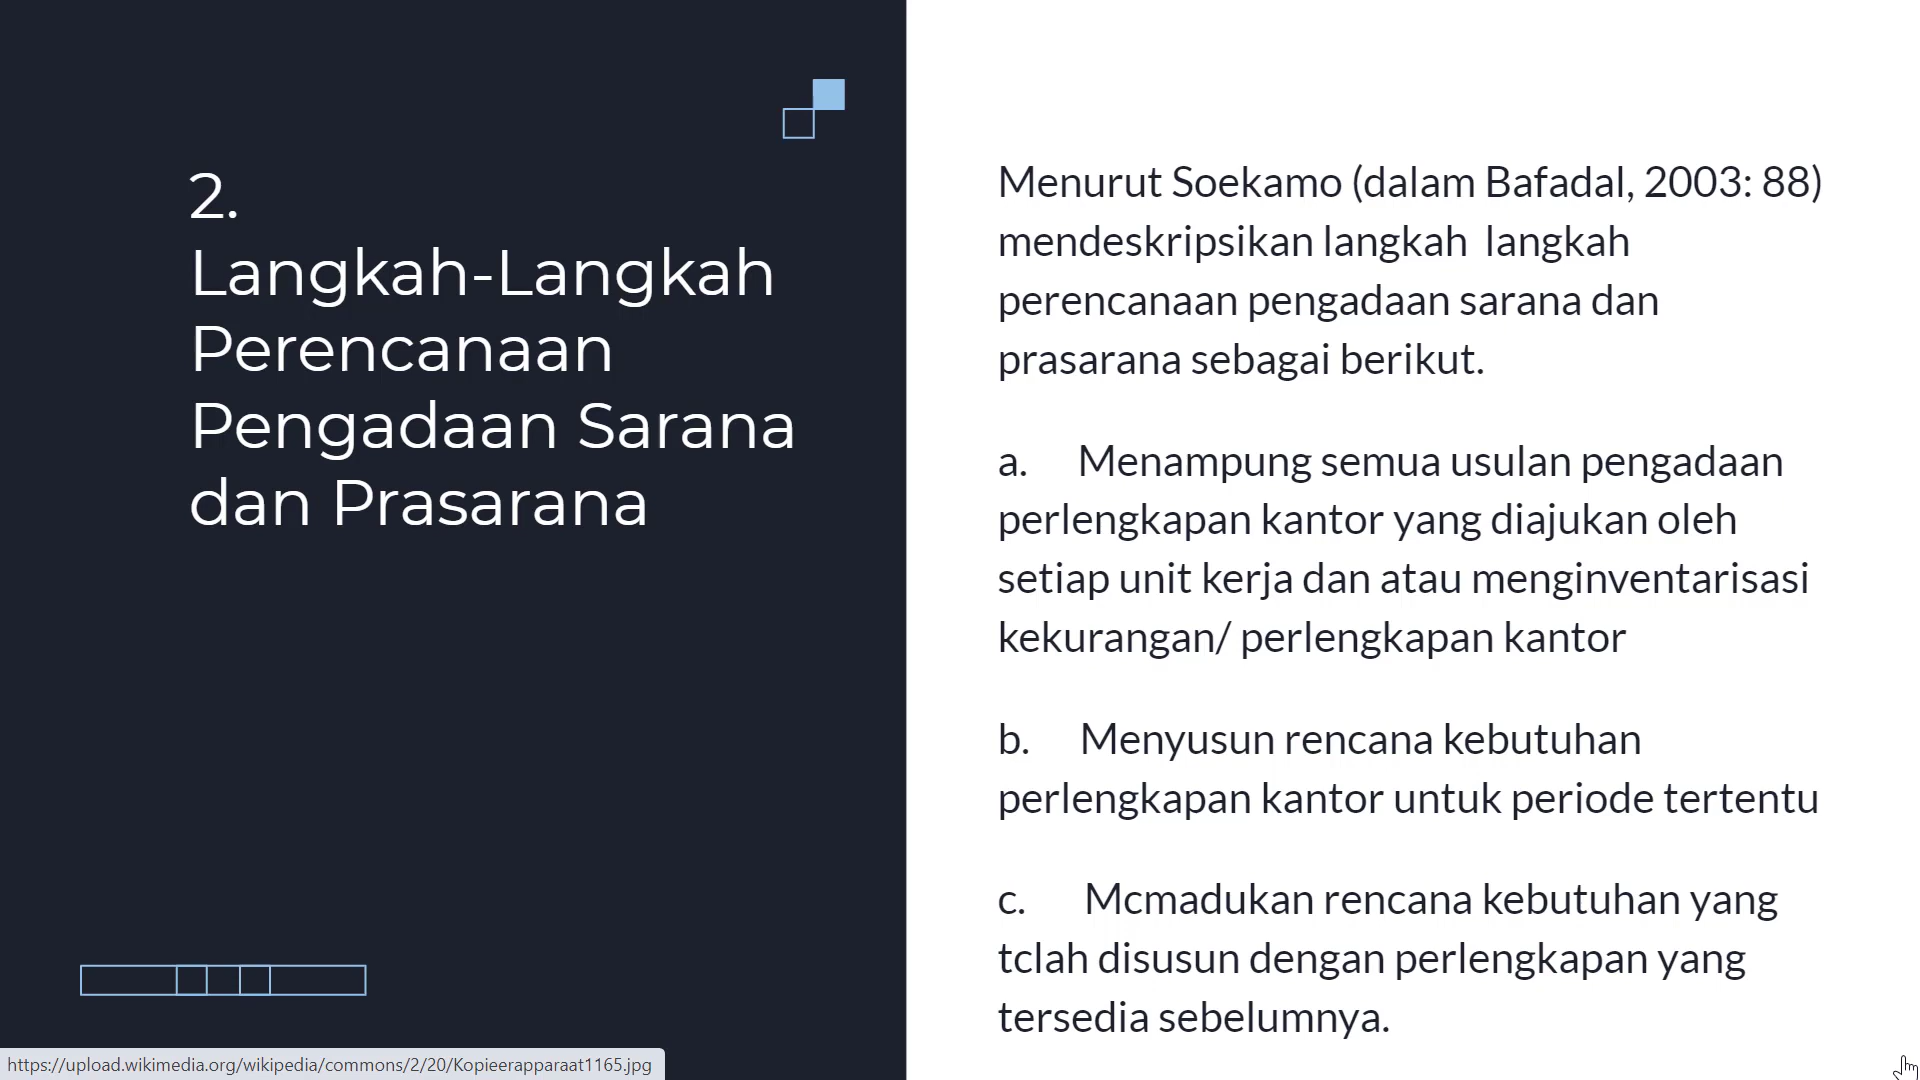 2.
Langkah-Langkah
Perencanaan
Pengadaan Sarana
dan Prasarana
Menurut Soekamo (dalam Bafadal, 2003: 88)
mendeskripsikan langkah  langkah
perencanaan pengadaan sarana dan
prasarana sebagai berikut.
a. Menampung semua usulan pengadaan
perlengkapan kantor yang diajukan oleh
setiap unit kerja dan atau menginventarisasi
kekurangan/ perlengkapan kantor
b. Menyusun rencana kebutuhan
perlengkapan kantor untuk periode tertentu
c. Mcmadukan rencana kebutuhan yang
tclah disusun dengan perlengkapan yang
tersedia sebelumnya.
https://upload.wikimedia.org/wikipedia/commons/2/20/Kopieerapparaat1165.jpg